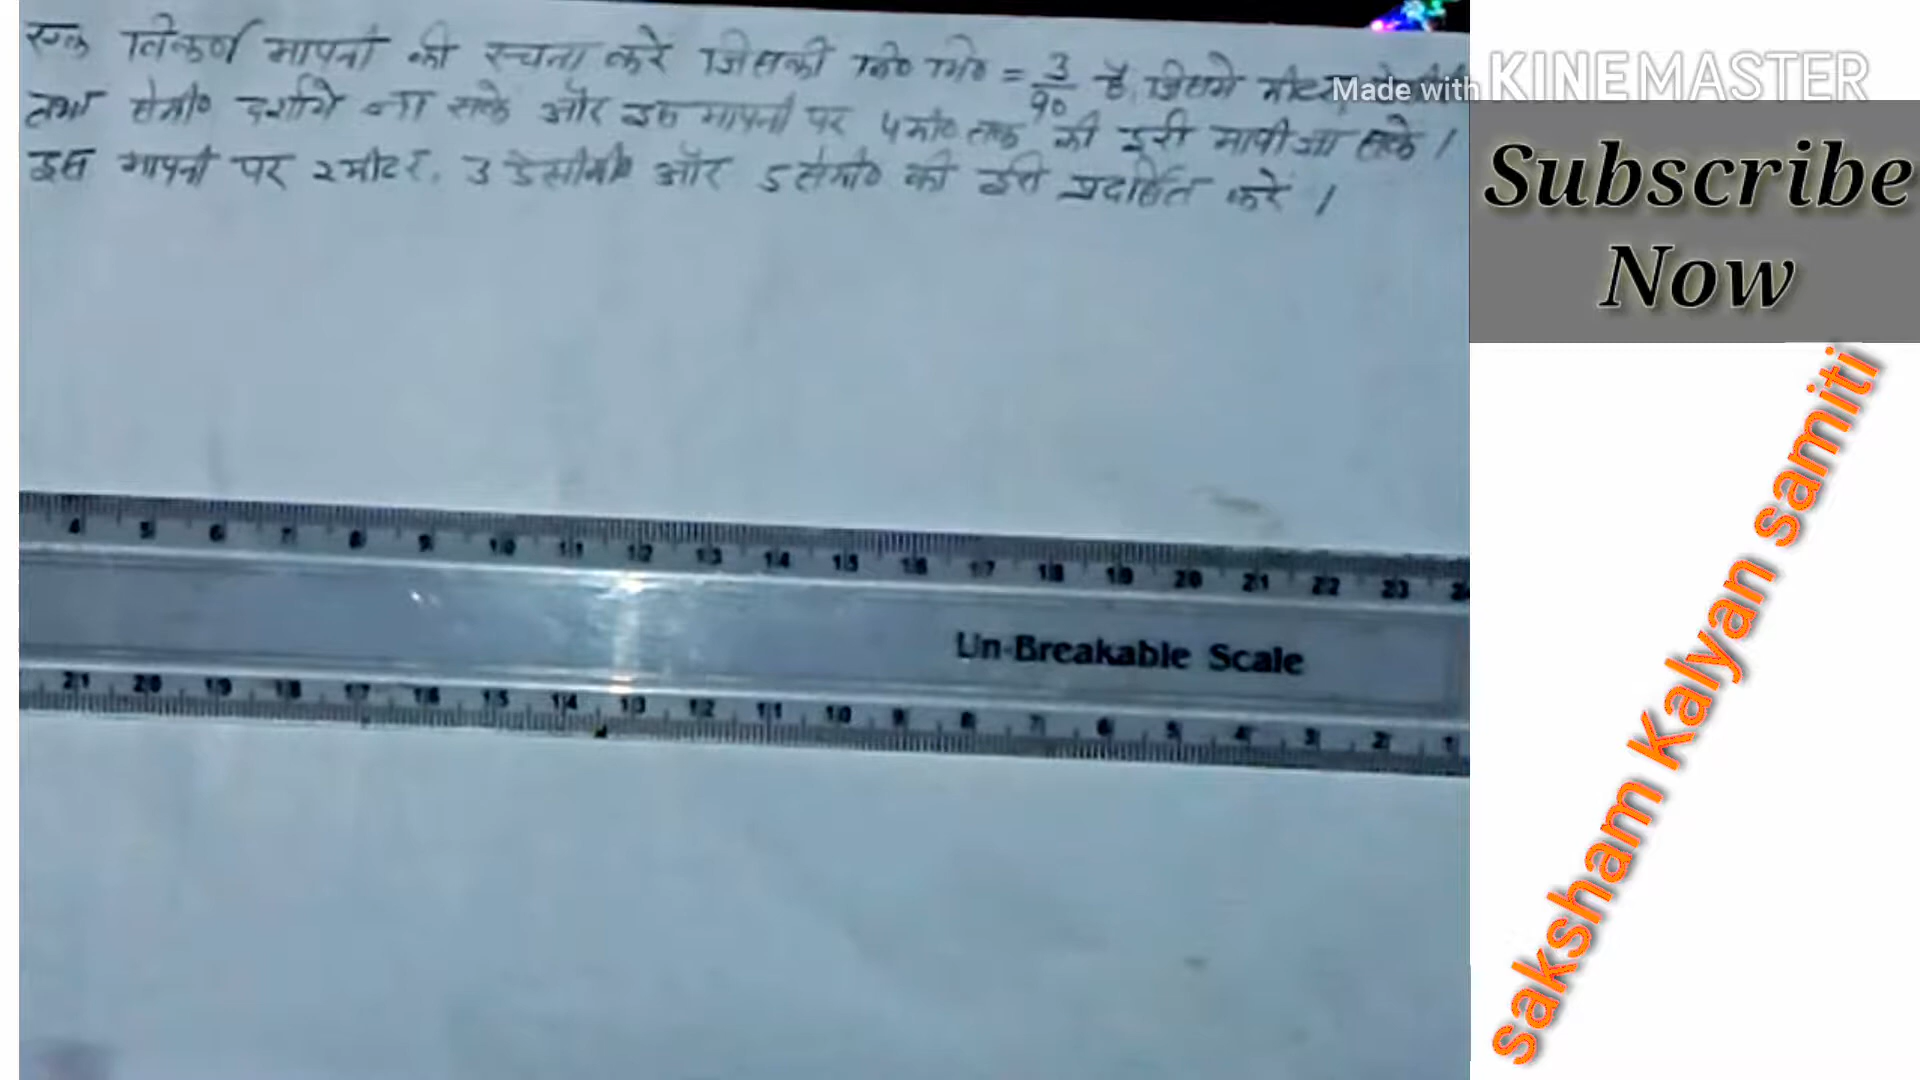 एक विकर्ण मापनी की रचना करे जिसकी नि० भि० = 3/90 है, जिसमे मीटर
तथा सेमी० दर्शाये जा सके और इस मापनी पर 4मी० तक की दूरी मापी जा सके।
इस मापनी पर 2मीटर, 3 डेसीमी० और 5 सेमी० की दूरी प्रदर्शित करे।
Made with KINEMASTER
Subscribe
Now
4 5 6 7 8 9 10 11 12 13 14 15 16 17 18 19 20 21 22 23
Un-Breakable Scale
21 20 19 18 17 16 15 14 13 12 11 10 9 8 7 6 5 4 3 2 1
saksham Kalyan samiti